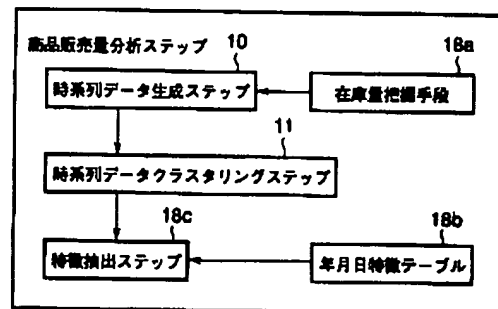 商品販売量分析ステップ
10
18a
時系列データ生成ステップ
在庫量把握手段
11
時系列データクラスタリングステップ
18c
18b
特徴抽出ステップ
年月日特徴テーブル